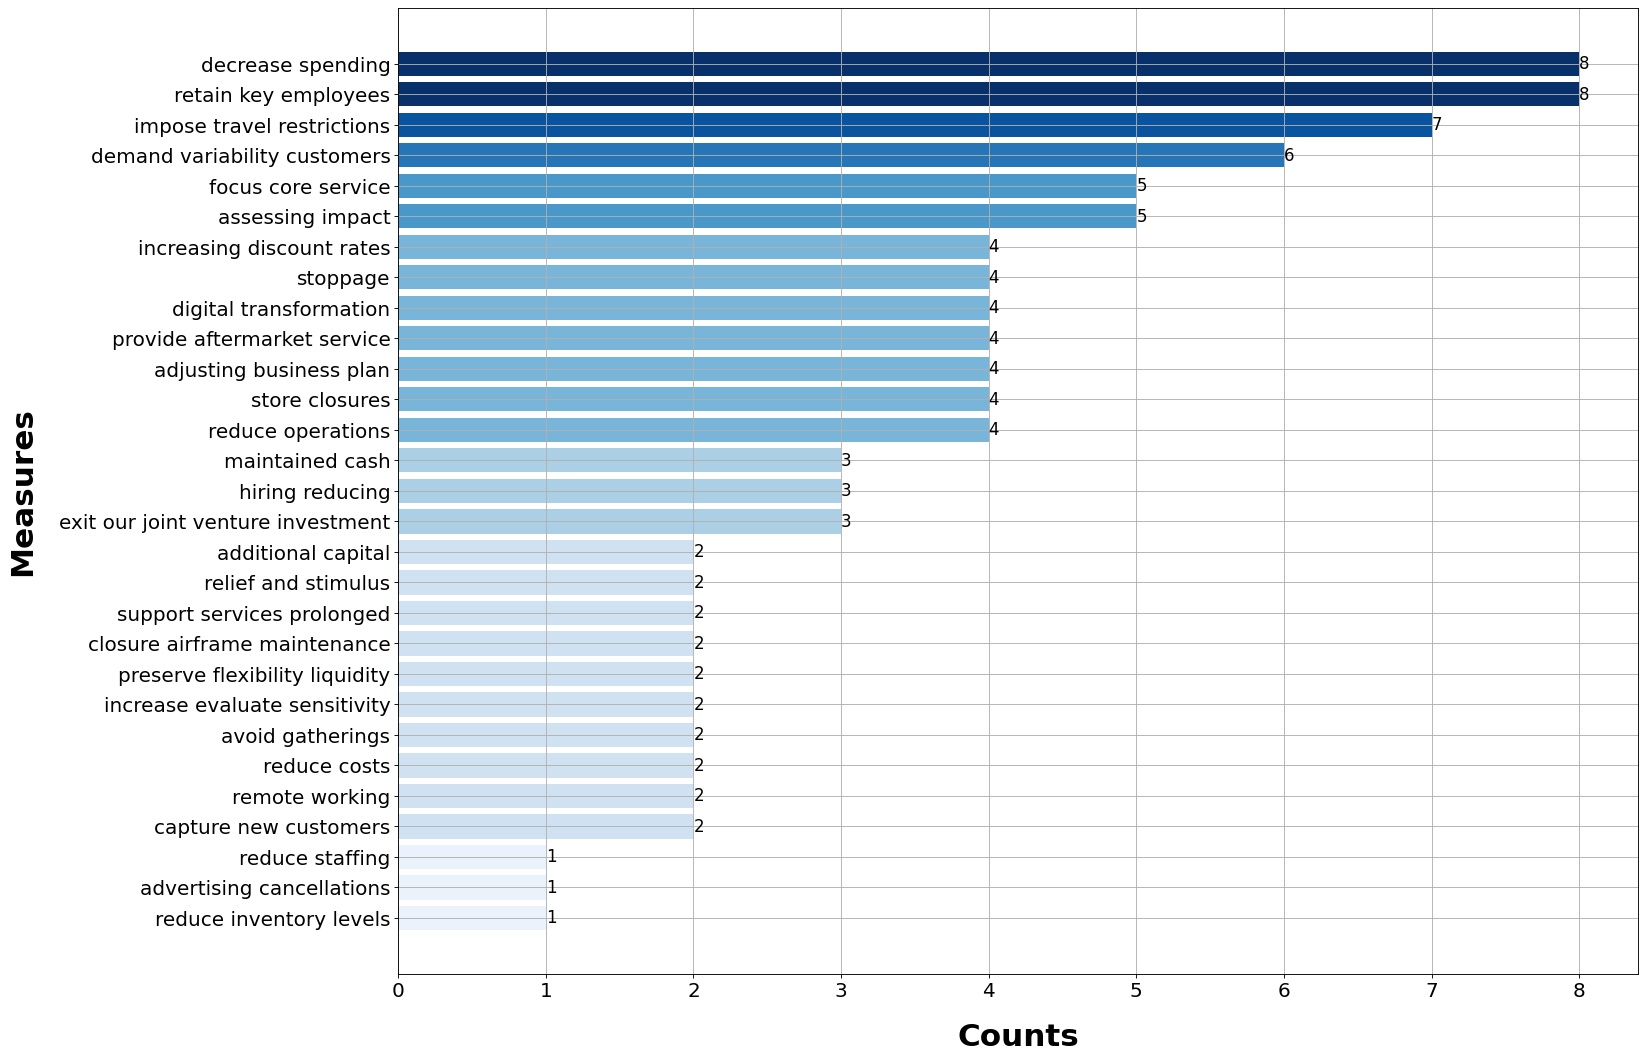 decrease spending 8
retain key employees 8
impose travel restrictions 7
demand variability customers 6
focus core service 5
assessing impact 5
increasing discount rates 4
stoppage 4
digital transformation 4
provide aftermarket service 4
adjusting business plan 4
store closures 4
reduce operations 4
maintained cash 3
hiring reducing 3
exit our joint venture investment 3
additional capital 2
relief and stimulus 2
support services prolonged 2
closure airframe maintenance 2
preserve flexibility liquidity 2
increase evaluate sensitivity 2
avoid gatherings 2
reduce costs 2
remote working 2
capture new customers 2
reduce staffing 1
advertising cancellations 1
reduce inventory levels 1
Measures
0 1 2 3 4 5 6 7 8
Counts